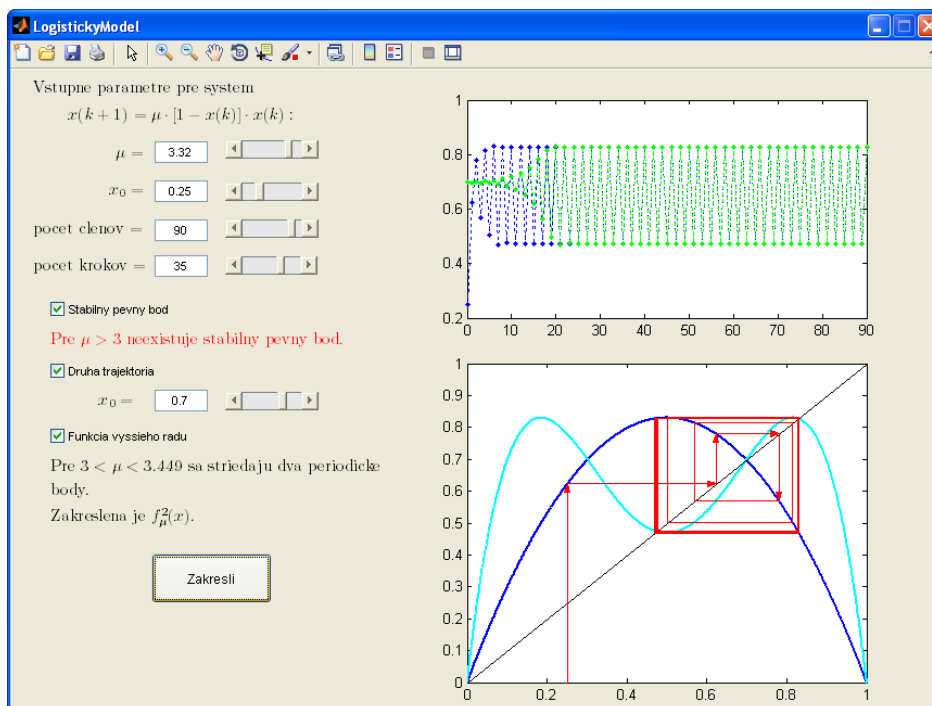 LogistickyModel
Vstupne parametre pre system
x(k + 1) = μ · [1 − x(k)] · x(k) :
μ = 3.32
x₀ = 0.25
pocet clenov = 90
pocet krokov = 35
Stabilny pevny bod
Pre μ > 3 neexistuje stabilny pevny bod.
Druha trajektoria
x₀ = 0.7
Funkcia vyssieho radu
Pre 3 < μ < 3.449 sa striedaju dva periodicke
body.
Zakreslena je f²μ(x).
Zakresli
1
0.8
0.6
0.4
0.2
0 10 20 30 40 50 60 70 80 90
1
0.9
0.8
0.7
0.6
0.5
0.4
0.3
0.2
0.1
0
0 0.2 0.4 0.6 0.8 1